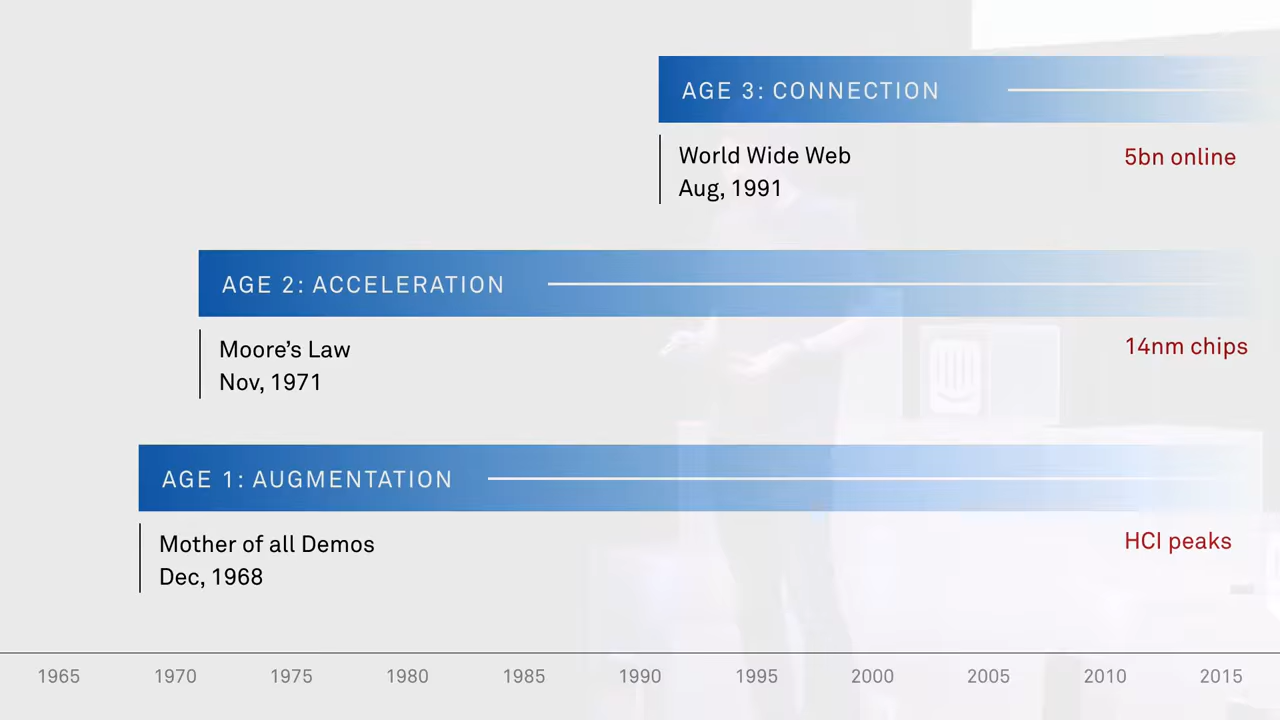 AGE 3: CONNECTION
World Wide Web
Aug, 1991
5bn online
AGE 2: ACCELERATION
Moore’s Law
Nov, 1971
14nm chips
AGE 1: AUGMENTATION
Mother of all Demos
Dec, 1968
HCI peaks
1965 1970 1975 1980 1985 1990 1995 2000 2005 2010 2015